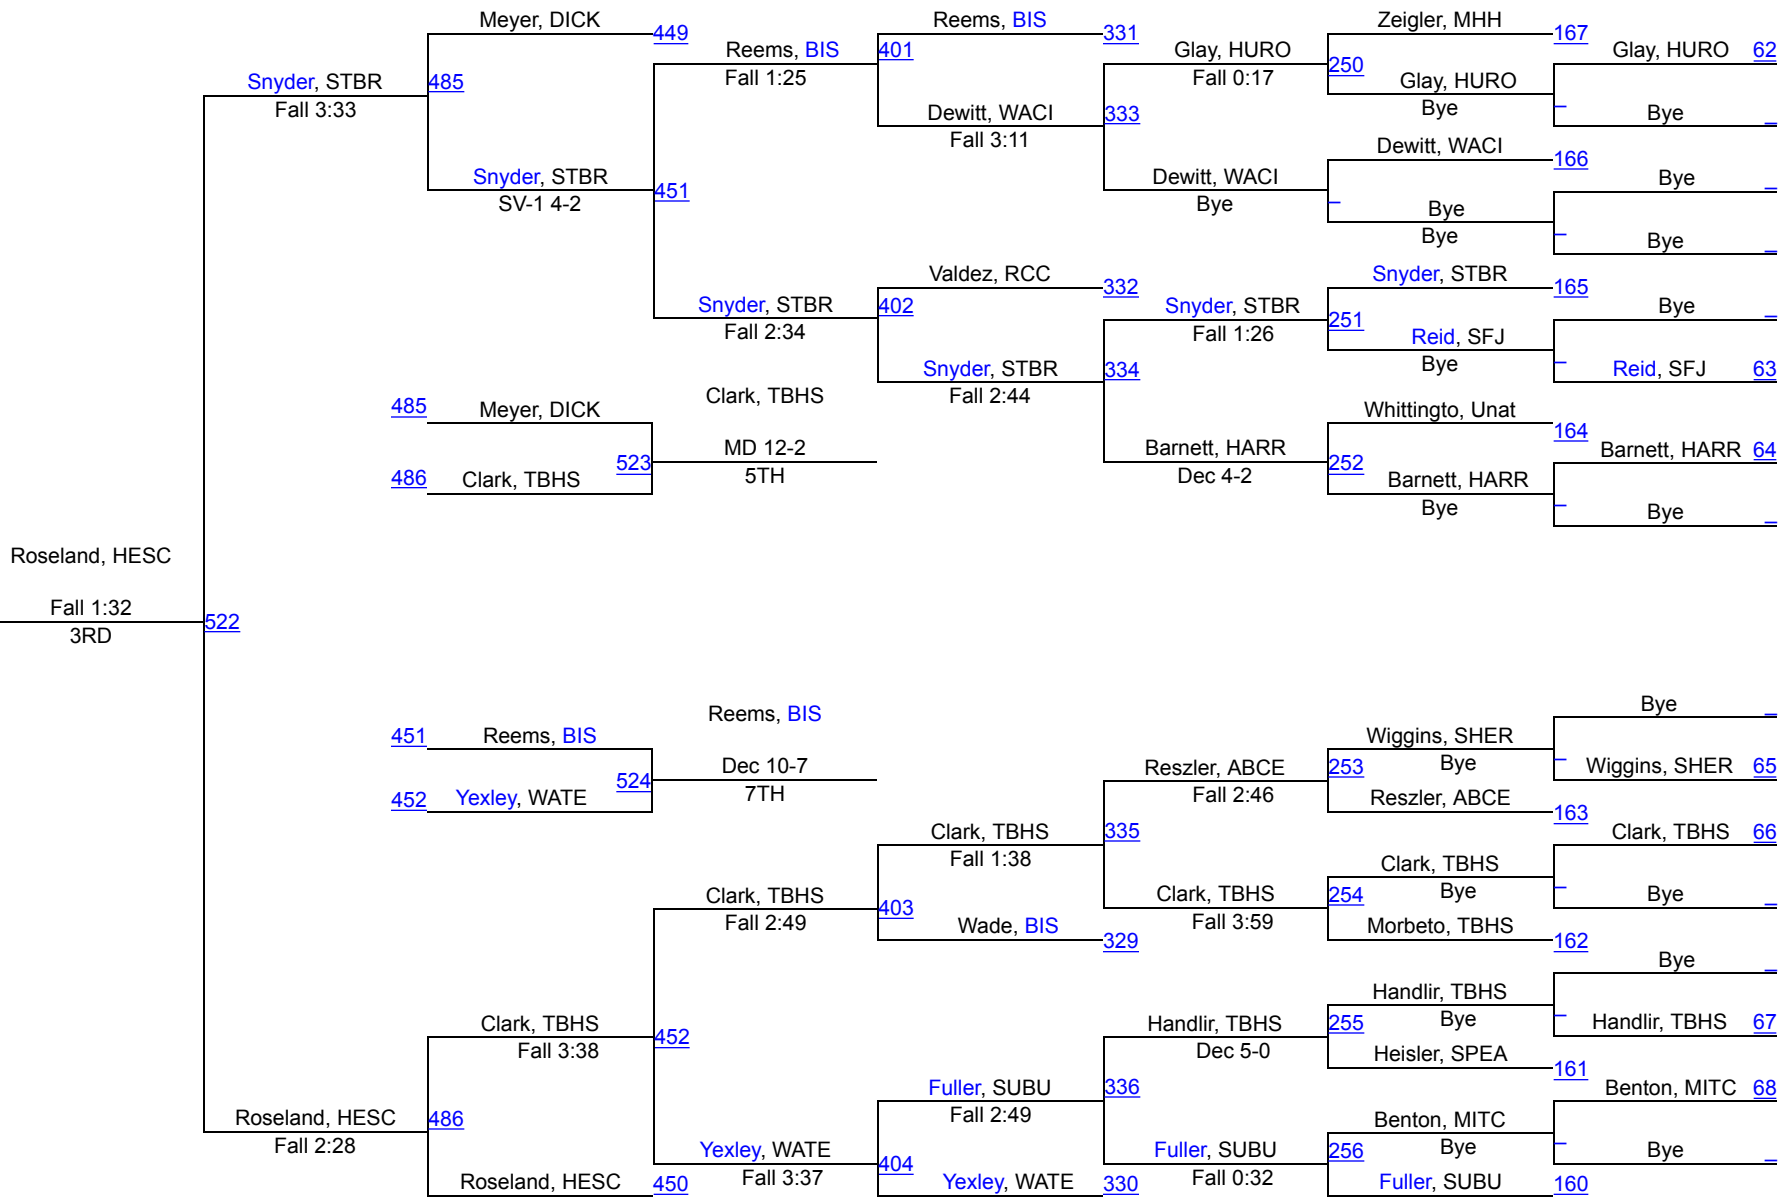 Meyer, DICK
449
Snyder, STBR
Fall 3:33
485
Snyder, STBR
SV-1 4-2
Reems, BIS
Fall 1:25
451
Snyder, STBR
Fall 2:34
Reems, BIS
331
401
Dewitt, WACI
Fall 3:11
Valdez, RCC
332
402
Snyder, STBR
Fall 2:44
Glay, HURO
Fall 0:17
333
Dewitt, WACI
Bye
Snyder, STBR
Fall 1:26
334
Barnett, HARR
Dec 4-2
Zeigler, MHH
167
250
Glay, HURO
Bye
Dewitt, WACI
166
Bye
Bye
Snyder, STBR
165
251
Reid, SFJ
Bye
Whittingto, Unat
164
252
Barnett, HARR
Bye
Glay, HURO 62
Bye
Bye
Bye
Bye
Reid, SFJ 63
Barnett, HARR 64
Bye
485 Meyer, DICK
486 Clark, TBHS
523
Clark, TBHS
MD 12-2
5TH
Roseland, HESC
Fall 1:32
3RD
522
451 Reems, BIS
452 Yexley, WATE
524
Reems, BIS
Dec 10-7
7TH
Roseland, HESC
Fall 2:28
486
Clark, TBHS
Fall 3:38
Roseland, HESC 450
452
Clark, TBHS
Fall 2:49
Yexley, WATE
Fall 3:37
403
Clark, TBHS
Fall 1:38
Wade, BIS 329
404
Fuller, SUBU
Fall 2:49
Yexley, WATE 330
335
Reszler, ABCE
Fall 2:46
Clark, TBHS
Fall 3:59
336
Handlir, TBHS
Dec 5-0
Fuller, SUBU
Fall 0:32
253
Wiggins, SHER
Bye
Reszler, ABCE
163
254
Clark, TBHS
Bye
Morbeto, TBHS
162
255
Handlir, TBHS
Bye
Heisler, SPEA
161
256
Benton, MITC
Bye
Fuller, SUBU 160
Bye
Wiggins, SHER 65
Clark, TBHS 66
Bye
Bye
Handlir, TBHS 67
Benton, MITC 68
Bye